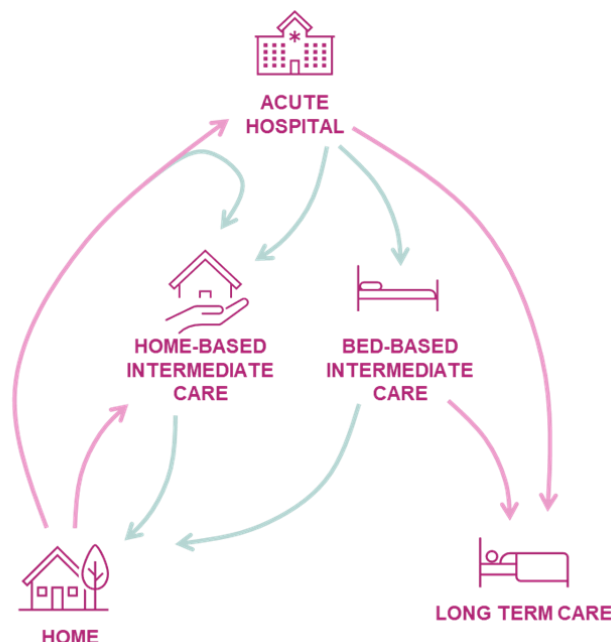 ACUTE
HOSPITAL
HOME-BASED
INTERMEDIATE
CARE
BED-BASED
INTERMEDIATE
CARE
HOME
LONG TERM CARE